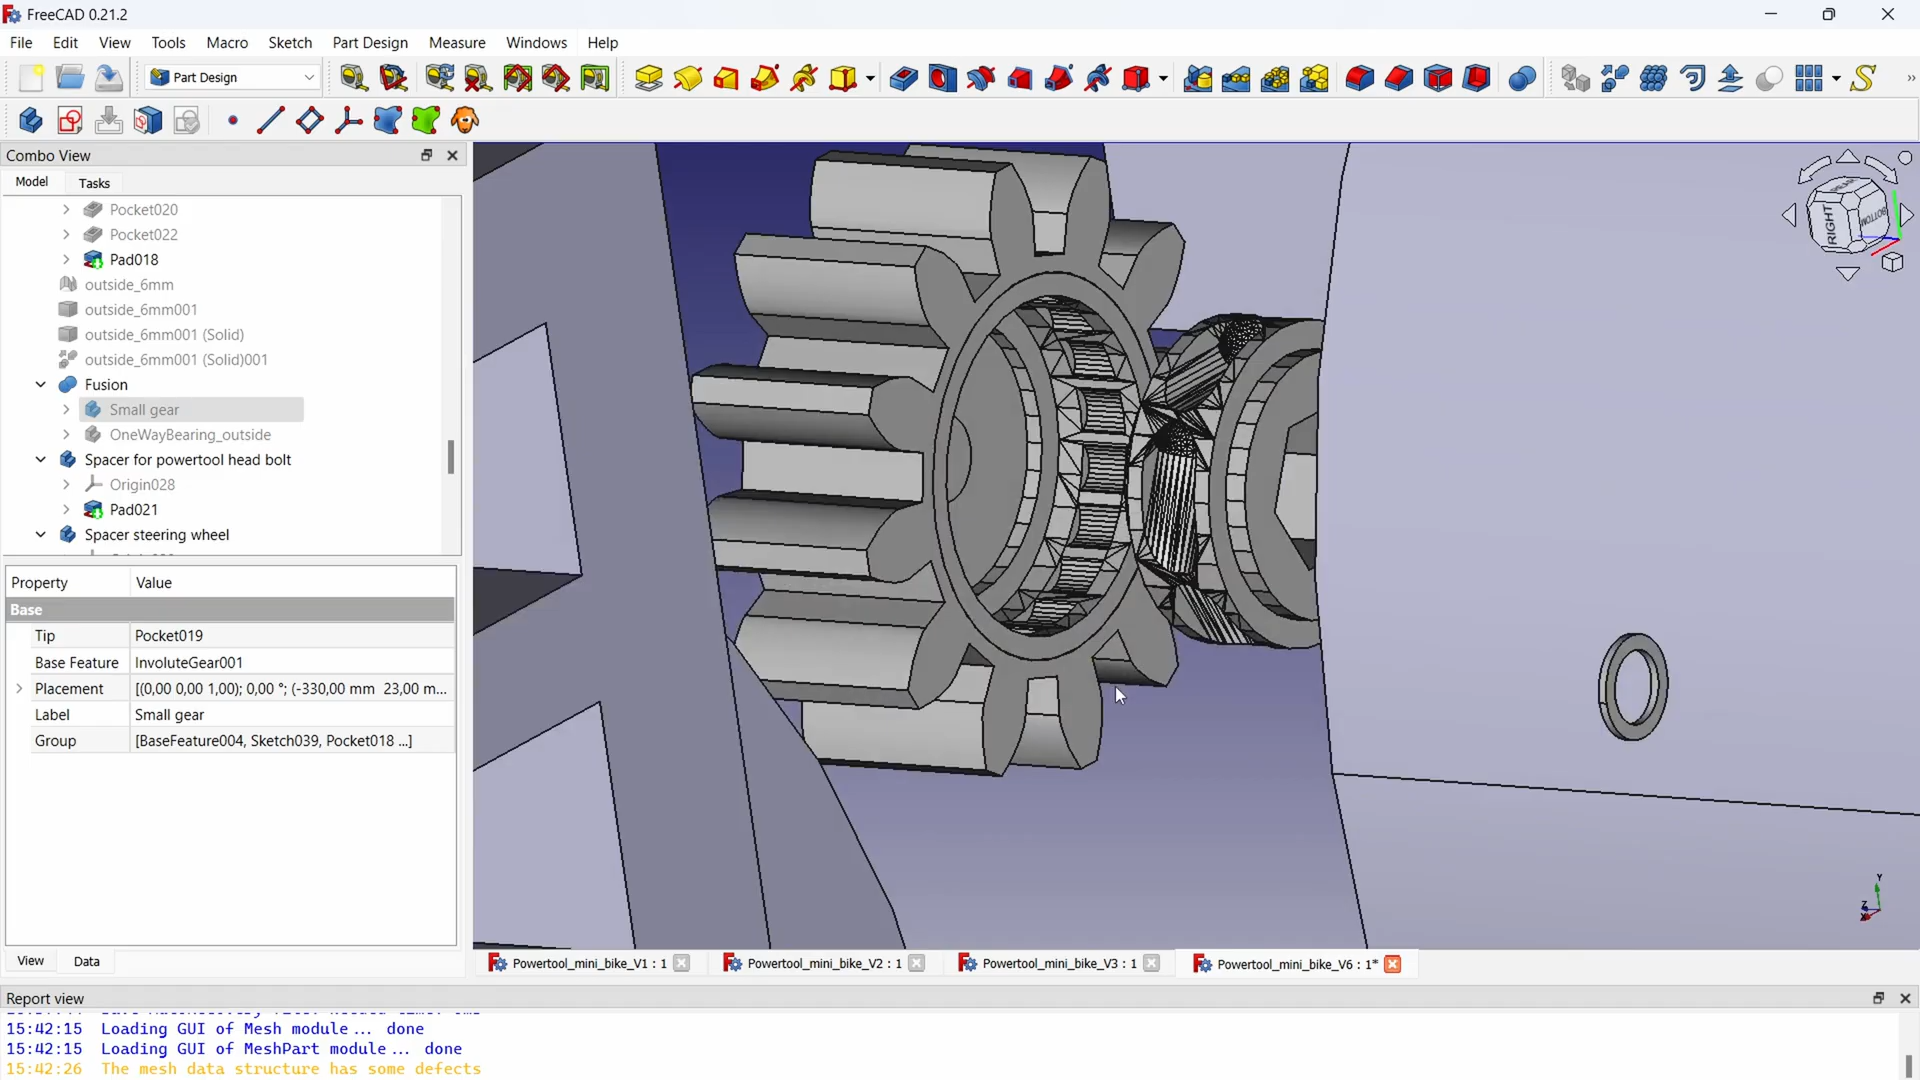 FreeCAD 0.21.2
File Edit View Tools Macro Sketch Part Design Measure Windows Help
Part Design
Combo View
Model Tasks
Pocket020
Pocket022
Pad018
outside_6mm
outside_6mm001
outside_6mm001 (Solid)
outside_6mm001 (Solid)001
Fusion
Small gear
OneWayBearing_outside
Spacer for powertool head bolt
Origin028
Pad021
Spacer steering wheel
Property Value
Base
Tip Pocket019
Base Feature InvoluteGear001
Placement [(0,00 0,00 1,00); 0,00 °; (-330,00 mm 23,00 m...
Label Small gear
Group [BaseFeature004, Sketch039, Pocket018 ...]
View Data
REAR
RIGHT
BOTTOM
Y
Z
X
Powertool_mini_bike_V1 : 1
Powertool_mini_bike_V2 : 1
Powertool_mini_bike_V3 : 1
Powertool_mini_bike_V6 : 1*
Report view
15:42:15 Loading GUI of Mesh module... done
15:42:15 Loading GUI of MeshPart module... done
15:42:26 The mesh data structure has some defects